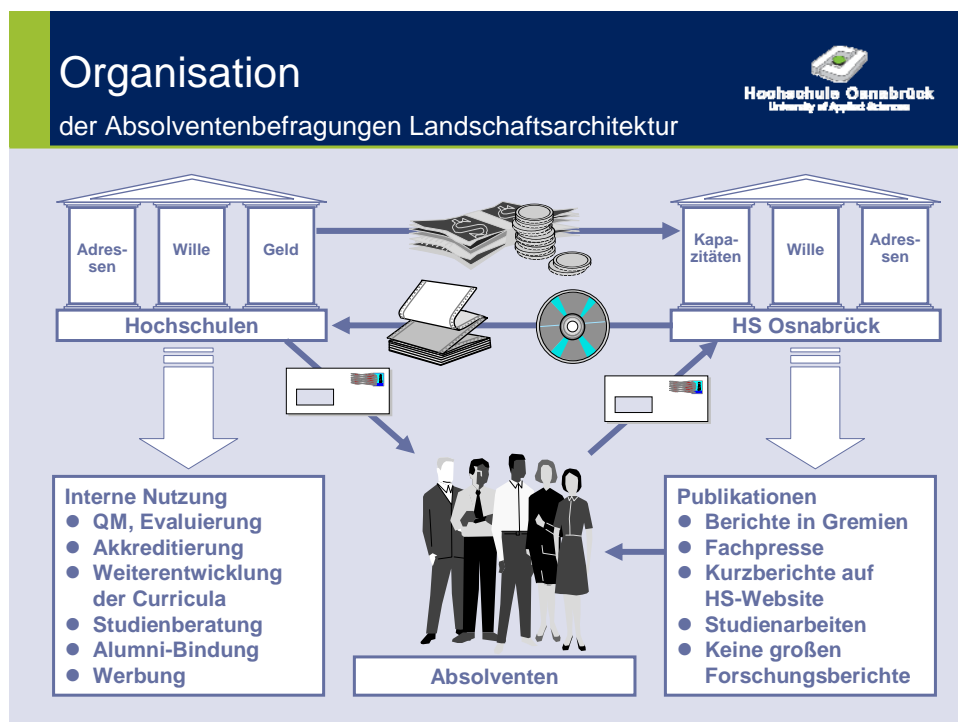 Organisation
der Absolventenbefragungen Landschaftsarchitektur
Hochschule Osnabrück
University of Applied Sciences
Adres-
sen
Wille
Geld
Hochschulen
Kapa-
zitäten
Wille
Adres-
sen
HS Osnabrück
Interne Nutzung
● QM, Evaluierung
● Akkreditierung
● Weiterentwicklung
der Curricula
● Studienberatung
● Alumni-Bindung
● Werbung
Absolventen
Publikationen
● Berichte in Gremien
● Fachpresse
● Kurzberichte auf
HS-Website
● Studienarbeiten
● Keine großen
Forschungsberichte